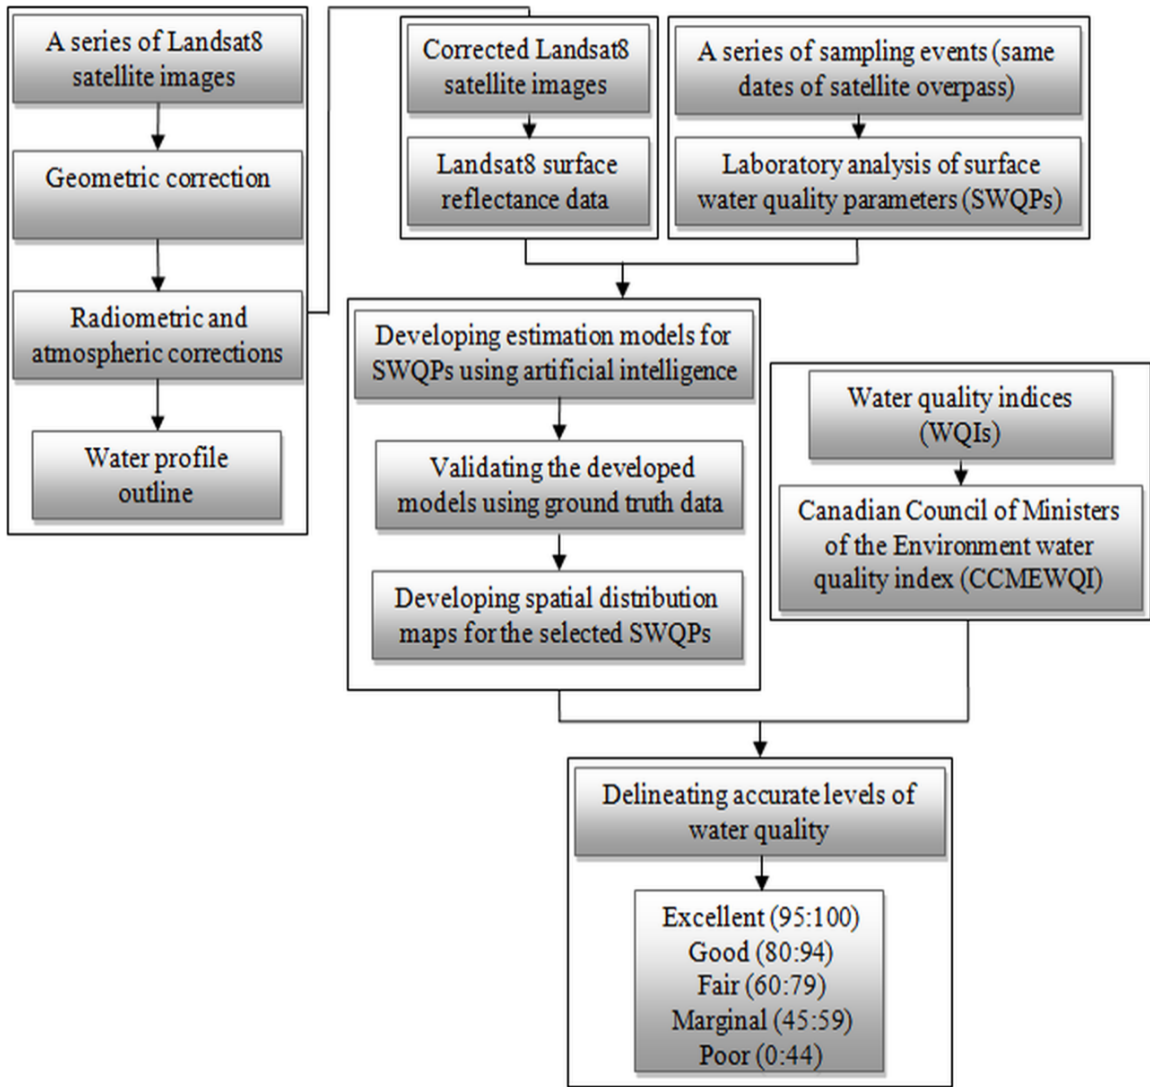 A series of Landsat8
satellite images
Geometric correction
Radiometric and
atmospheric corrections
Water profile
outline
Corrected Landsat8
satellite images
Landsat8 surface
reflectance data
A series of sampling events (same
dates of satellite overpass)
Laboratory analysis of surface
water quality parameters (SWQPs)
Developing estimation models for
SWQPs using artificial intelligence
Validating the developed
models using ground truth data
Developing spatial distribution
maps for the selected SWQPs
Water quality indices
(WQIs)
Canadian Council of Ministers
of the Environment water
quality index (CCMEWQI)
Delineating accurate levels of
water quality
Excellent (95:100)
Good (80:94)
Fair (60:79)
Marginal (45:59)
Poor (0:44)